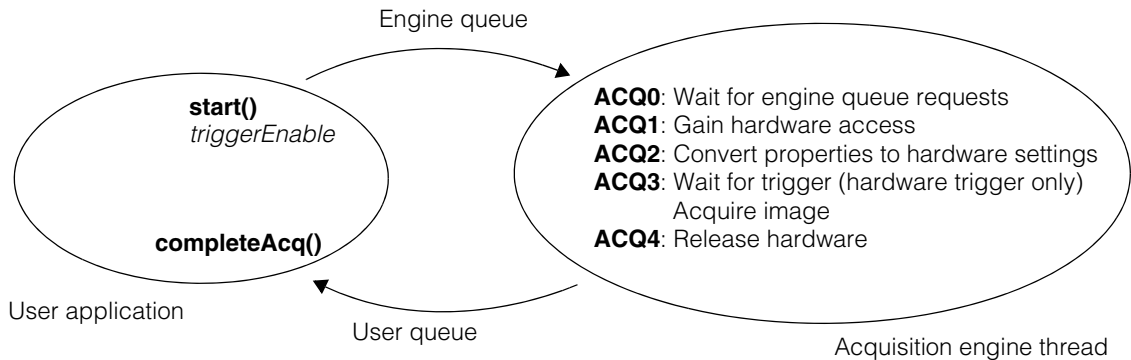 Engine queue
start()
triggerEnable
completeAcq()
User application
ACQ0: Wait for engine queue requests
ACQ1: Gain hardware access
ACQ2: Convert properties to hardware settings
ACQ3: Wait for trigger (hardware trigger only)
Acquire image
ACQ4: Release hardware
User queue
Acquisition engine thread